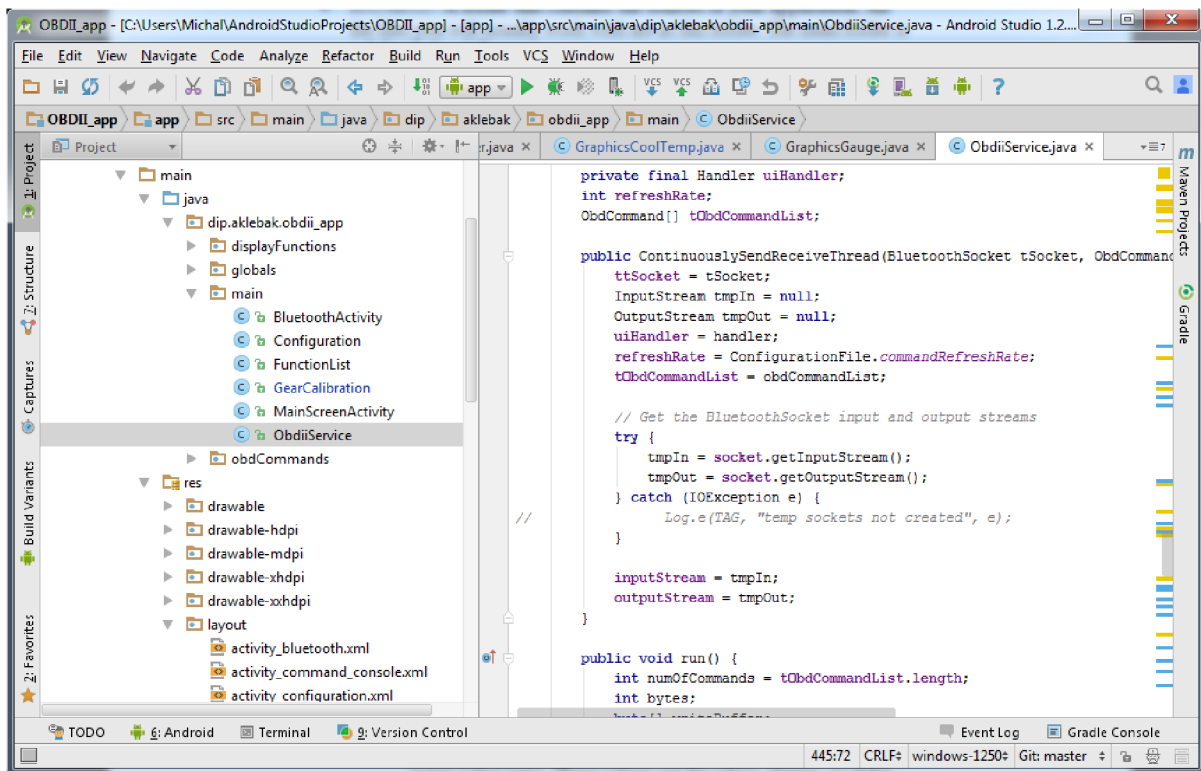 OBDII_app - [C:\Users\Michal\AndroidStudioProjects\OBDII_app] - [app] - ...\app\src\main\java\dip\aklebak\obdii_app\main\ObdiiService.java - Android Studio 1.2....
File Edit View Navigate Code Analyze Refactor Build Run Tools VCS Window Help
app
OBDII_app app src main java dip aklebak obdii_app main ObdiiService
Project
r.java GraphicsCoolTemp.java GraphicsGauge.java ObdiiService.java
1: Project
7: Structure
Captures
Build Variants
2: Favorites
main
java
dip.aklebak.obdii_app
displayFunctions
globals
main
BluetoothActivity
Configuration
FunctionList
GearCalibration
MainScreenActivity
ObdiiService
obdCommands
res
drawable
drawable-hdpi
drawable-mdpi
drawable-xhdpi
drawable-xxhdpi
layout
activity_bluetooth.xml
activity_command_console.xml
activity_configuration.xml
private final Handler uiHandler;
int refreshRate;
ObdCommand[] tObdCommandList;
public ContinuouslySendReceiveThread(BluetoothSocket tSocket, ObdCommand
ttSocket = tSocket;
InputStream tmpIn = null;
OutputStream tmpOut = null;
uiHandler = handler;
refreshRate = ConfigurationFile.commandRefreshRate;
tObdCommandList = obdCommandList;
// Get the BluetoothSocket input and output streams
try {
tmpIn = socket.getInputStream();
tmpOut = socket.getOutputStream();
} catch (IOException e) {
// Log.e(TAG, "temp sockets not created", e);
}
inputStream = tmpIn;
outputStream = tmpOut;
}
public void run() {
int numOfCommands = tObdCommandList.length;
int bytes;
Maven Projects
Gradle
TODO 6: Android Terminal 9: Version Control Event Log Gradle Console
445:72 CRLF windows-1250 Git: master